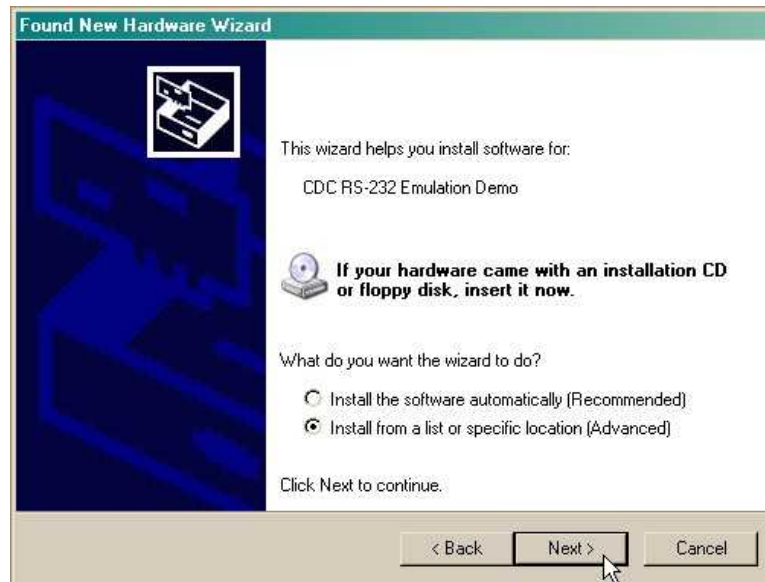 Found New Hardware Wizard
This wizard helps you install software for:
CDC RS-232 Emulation Demo
If your hardware came with an installation CD
or floppy disk, insert it now.
What do you want the wizard to do?
Install the software automatically (Recommended)
Install from a list or specific location (Advanced)
Click Next to continue.
< Back Next > Cancel